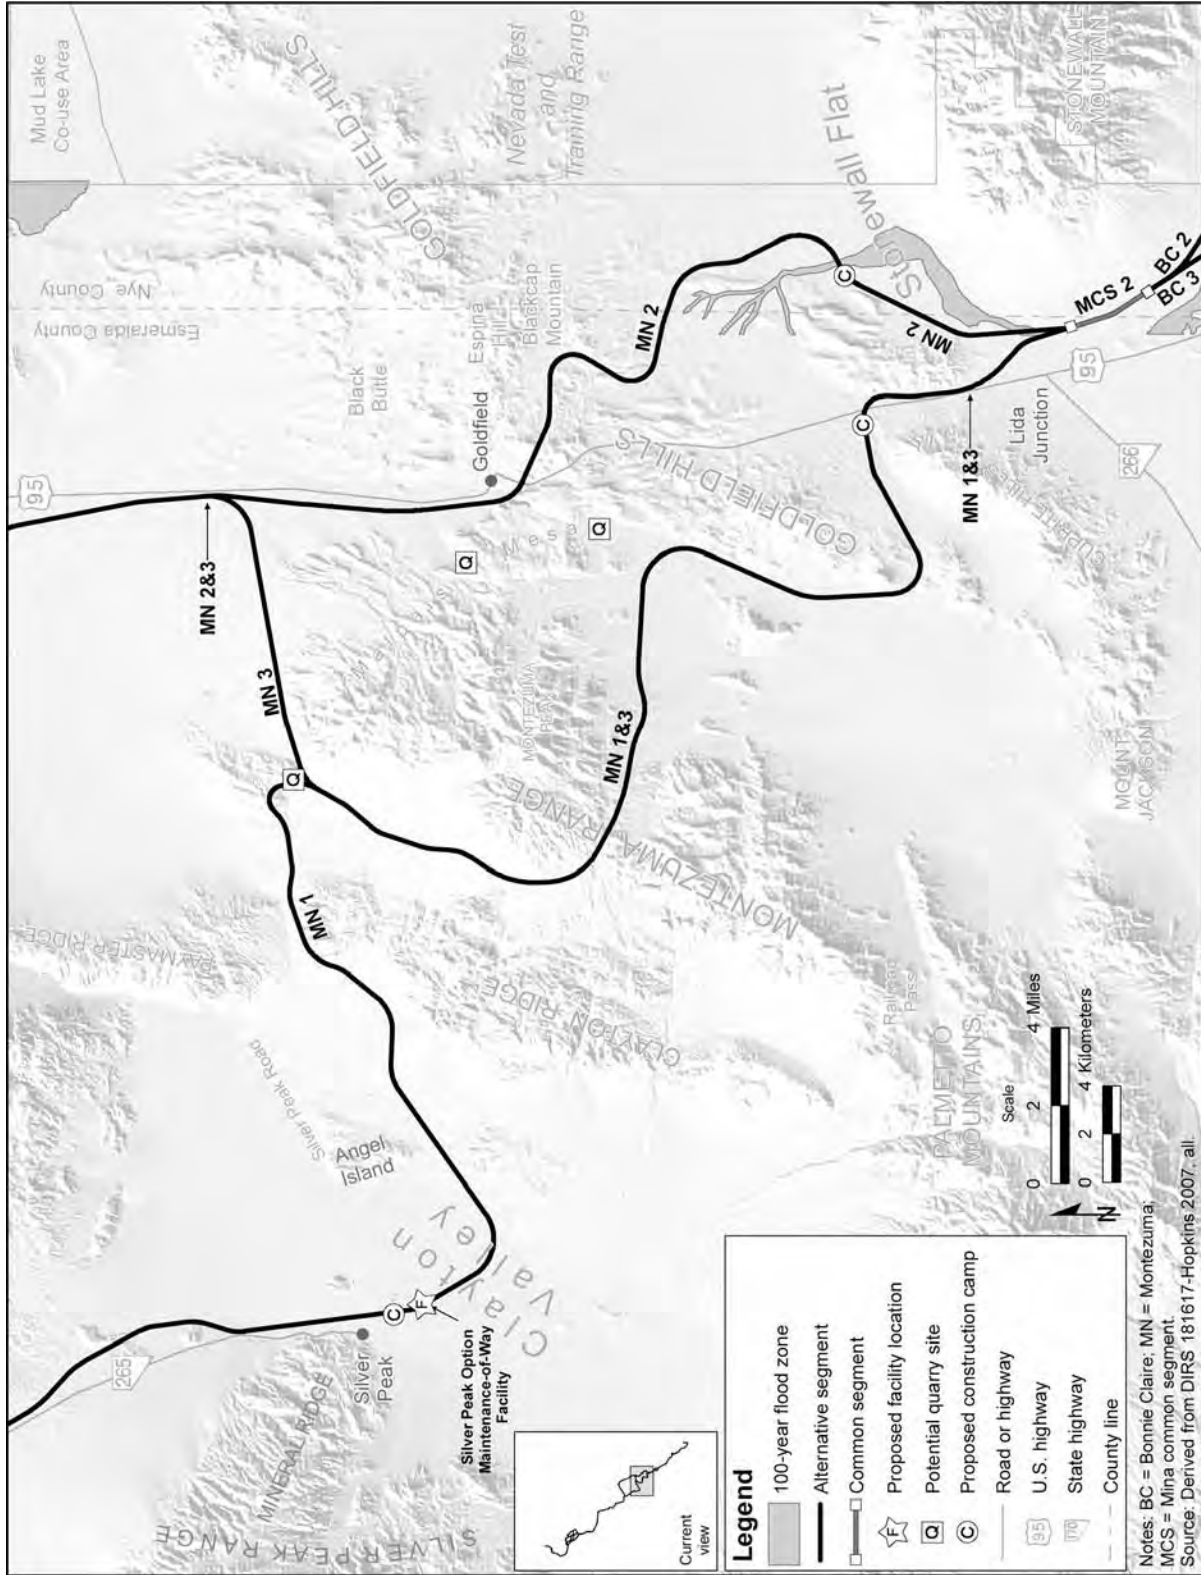 Mud Lake
Co-use Area
GOLDFIELD HILLS
Nevada Test
and
Training Range
STONEWALL
MOUNTAIN
Nye County
Esmeralda County
95
MN 2&3
Black
Butte
Goldfield
Espina
Hill
Blackcap
Mountain
MN 2
Stonewall Flat
C
MN 2
MCS 2
BC 2
BC 3
MN 3
Q
Q
Q
GOLDFIELD HILLS
C
95
Lida
Junction
MN 1&3
266
CUPRITE HILLS
MONTEZUMA
PEAK
MN 1&3
MONTEZUMA RANGE
MOUNT
JACKSON
MN 1
PAYMASTER RIDGE
CLAYTON RIDGE
Railroad
Pass
PALMETTO
MOUNTAINS
Silver Peak Road
Angel
Island
Clayton
Valley
C
F
265
Silver
Peak
MINERAL RIDGE
SILVER PEAK RANGE
Silver Peak Option
Maintenance-of-Way
Facility
Current
view
Scale
0 2 4 Miles
0 2 4 Kilometers
N
Legend
100-year flood zone
Alternative segment
Common segment
F Proposed facility location
Q Potential quarry site
C Proposed construction camp
Road or highway
95 U.S. highway
State highway
County line
Notes: BC = Bonnie Claire; MN = Montezuma;
MCS = Mina common segment.
Source: Derived from DIRS 181617-Hopkins 2007, all.